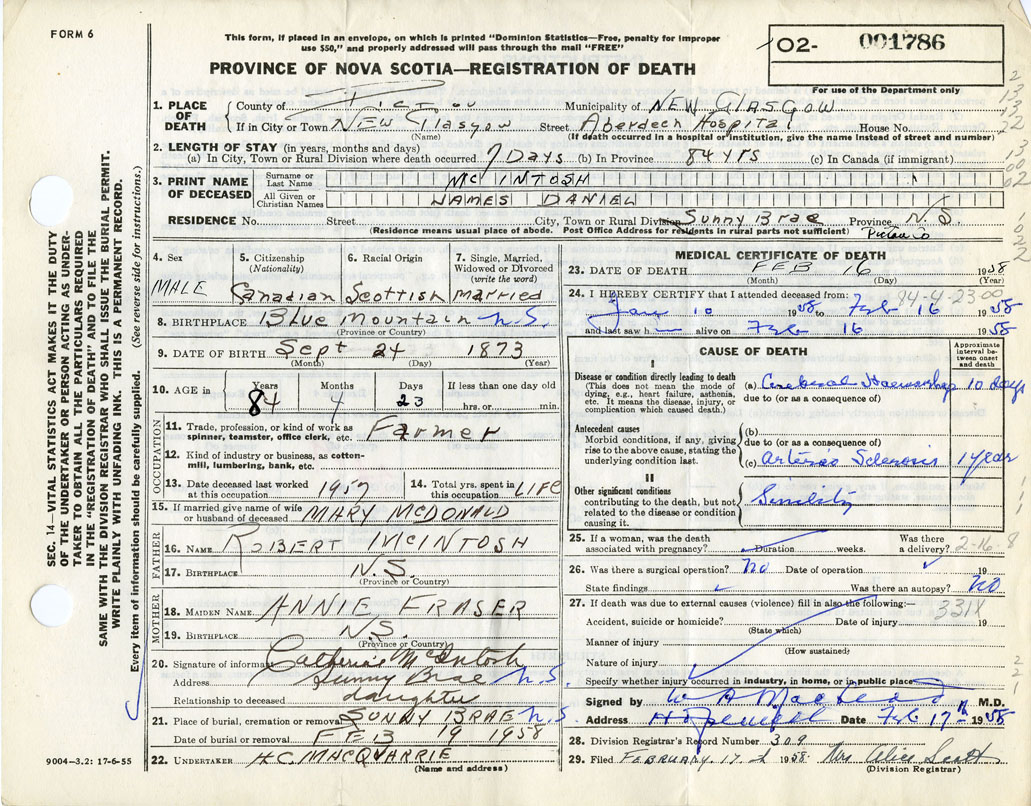 FORM 6
This form, if placed in an envelope, on which is printed "Dominion Statistics—Free, penalty for improper
use $50," and properly addressed will pass through the mail "FREE"
PROVINCE OF NOVA SCOTIA—REGISTRATION OF DEATH
02- 001786
For use of the Department only
1. PLACE OF DEATH
County of Pictou Municipality of NEW GLASGOW
If in City or Town New Glasgow Street Aberdeen Hospital House No.
(Name) (If death occurred in a hospital or institution, give the name instead of street and number)
2. LENGTH OF STAY (in years, months and days)
(a) In City, Town or Rural Division where death occurred 7 Days (b) In Province 84 yrs (c) In Canada (if immigrant)
3. PRINT NAME OF DECEASED
Surname or Last Name MCINTOSH
All Given or Christian Names JAMES DANIEL
RESIDENCE No. Street City, Town or Rural Division Sunny Brae Province N.S.
(Residence means usual place of abode. Post Office Address for residents in rural parts not sufficient) Pictou Co
4. Sex MALE
5. Citizenship (Nationality) Canadian
6. Racial Origin Scottish
7. Single, Married, Widowed or Divorced (write the word) Married
8. BIRTHPLACE Blue Mountain N.S.
(Province or Country)
9. DATE OF BIRTH Sept 24 1873
(Month) (Day) (Year)
10. AGE in Years Months Days If less than one day old
84 4 23 hrs. or min.
OCCUPATION
11. Trade, profession, or kind of work as spinner, teamster, office clerk, etc. Farmer
12. Kind of industry or business, as cotton-mill, lumbering, bank, etc.
13. Date deceased last worked at this occupation 1957
14. Total yrs. spent in this occupation LIFE
15. If married give name of wife or husband of deceased MARY MCDONALD
FATHER
16. NAME ROBERT MCINTOSH
17. BIRTHPLACE N.S.
(Province or Country)
MOTHER
18. MAIDEN NAME ANNIE FRASER
19. BIRTHPLACE N.S.
(Province or Country)
20. Signature of informant Catherine McIntosh
Address Sunny Brae N.S.
Relationship to deceased daughter
21. Place of burial, cremation or removal SUNNY BRAE N.S.
Date of burial or removal FEB 19 1958
22. UNDERTAKER H.C. MACQUARRIE
(Name and address)
MEDICAL CERTIFICATE OF DEATH
23. DATE OF DEATH FEB 16 1958
(Month) (Day) (Year)
84-4-23
24. I HEREBY CERTIFY that I attended deceased from:
Jany 10 1958 to Feb 16 1958
and last saw h alive on Feb 16 1958
CAUSE OF DEATH
Approximate interval between onset and death
I
Disease or condition directly leading to death
(This does not mean the mode of dying, e.g., heart failure, asthenia, etc. It means the disease, injury, or complication which caused death.)
(a) Cerebral Haemorrhage 10 days
due to (or as a consequence of)
Antecedent causes
Morbid conditions, if any, giving rise to the above cause, stating the underlying condition last.
(b)
due to (or as a consequence of)
(c) Arterio Sclerosis 1 year
II
Other significant conditions
contributing to the death, but not related to the disease or condition causing it.
Senility
25. If a woman, was the death associated with pregnancy? Duration weeks. Was there a delivery? 2-16-8
26. Was there a surgical operation? No Date of operation 19
State findings Was there an autopsy? No
27. If death was due to external causes (violence) fill in also the following:— 331X
Accident, suicide or homicide? Date of injury 19
(State which)
Manner of injury
(How sustained)
Nature of injury
Specify whether injury occurred in industry, in home, or in public place
Signed by M.D.
Address Hopewell Date Feb 17th 1958
28. Division Registrar's Record Number 309
29. Filed FEBRUARY 17 1958 Mrs Alice Scott
(Division Registrar)
9004—3.2: 17-6-55
SEC. 14—VITAL STATISTICS ACT MAKES IT THE DUTY
OF THE UNDERTAKER OR PERSON ACTING AS UNDER-
TAKER TO OBTAIN ALL THE PARTICULARS REQUIRED
IN THE "REGISTRATION OF DEATH" AND TO FILE THE
SAME WITH THE DIVISION REGISTRAR WHO SHALL ISSUE THE BURIAL PERMIT.
WRITE PLAINLY WITH UNFADING INK. THIS IS A PERMANENT RECORD.
Every item of information should be carefully supplied. (See reverse side for instructions.)